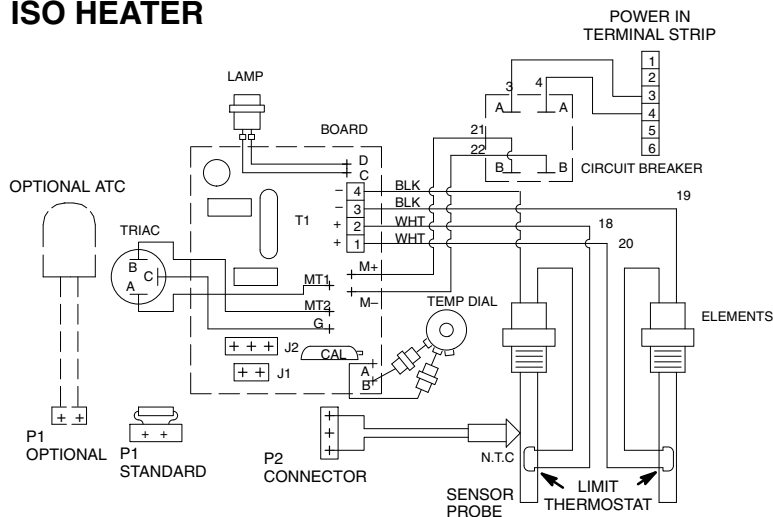 ISO HEATER
POWER IN
TERMINAL STRIP
1
2
3
4
5
6
LAMP
3
4
A
A
BOARD
21
22
B
B
CIRCUIT BREAKER
D
C
OPTIONAL ATC
− 4
− 3
+ 2
+ 1
BLK
BLK
WHT
WHT
19
18
20
T1
TRIAC
B
C
A
M+
MT1
M−
MT2
G
TEMP DIAL
ELEMENTS
+ + + J2
+ + J1
CAL
A
B
+ +
P1
OPTIONAL
+ +
P1
STANDARD
+
+
+
P2
CONNECTOR
N.T.C
SENSOR
PROBE
LIMIT
THERMOSTAT